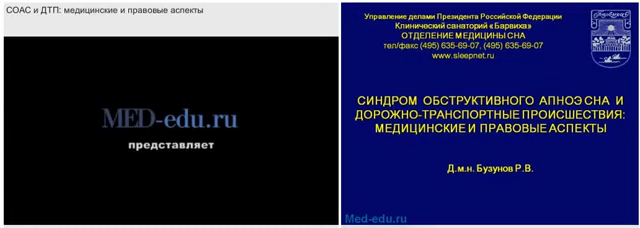 СОАС и ДТП: медицинские и правовые аспекты
MED-edu.ru
представляет
Управление делами Президента Российской Федерации
Клинический санаторий «Барвиха»
ОТДЕЛЕНИЕ МЕДИЦИНЫ СНА
тел/факс (495) 635-69-07, (495) 635-69-07
www.sleepnet.ru
СИНДРОМ ОБСТРУКТИВНОГО АПНОЭ СНА И
ДОРОЖНО-ТРАНСПОРТНЫЕ ПРОИСШЕСТВИЯ:
МЕДИЦИНСКИЕ И ПРАВОВЫЕ АСПЕКТЫ
Д.м.н. Бузунов Р.В.
Med-edu.ru